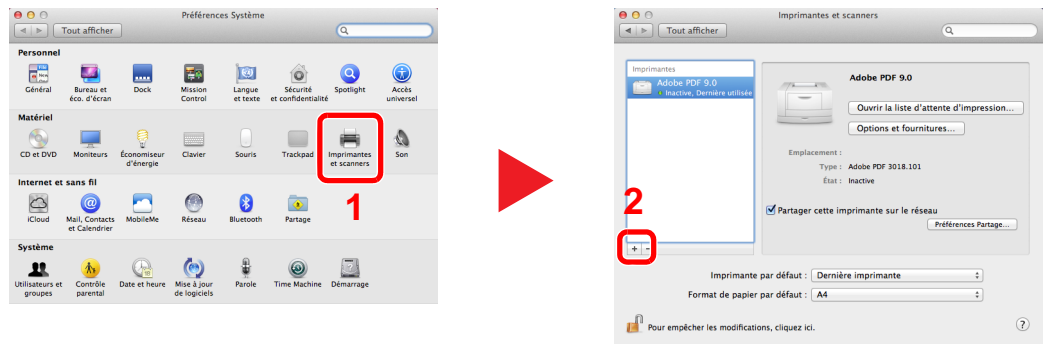 Préférences Système
Tout afficher
Personnel
Général
Bureau et
éco. d'écran
Dock
Mission
Control
Langue
et texte
Sécurité
et confidentialité
Spotlight
Accès
universel
Matériel
CD et DVD
Moniteurs
Économiseur
d'énergie
Clavier
Souris
Trackpad
Imprimantes
et scanners
Son
1
Internet et sans fil
iCloud
Mail, Contacts
et Calendrier
MobileMe
Réseau
Bluetooth
Partage
Système
Utilisateurs et
groupes
Contrôle
parental
Date et heure
Mise à jour
de logiciels
Parole
Time Machine
Démarrage
Imprimantes et scanners
Tout afficher
Imprimantes
Adobe PDF 9.0
Inactive, Dernière utilisée
2
+ -
Adobe PDF 9.0
Ouvrir la liste d'attente d'impression...
Options et fournitures...
Emplacement :
Type : Adobe PDF 3018.101
État : Inactive
Partager cette imprimante sur le réseau
Préférences Partage...
Imprimante par défaut : Dernière imprimante
Format de papier par défaut : A4
Pour empêcher les modifications, cliquez ici.
?